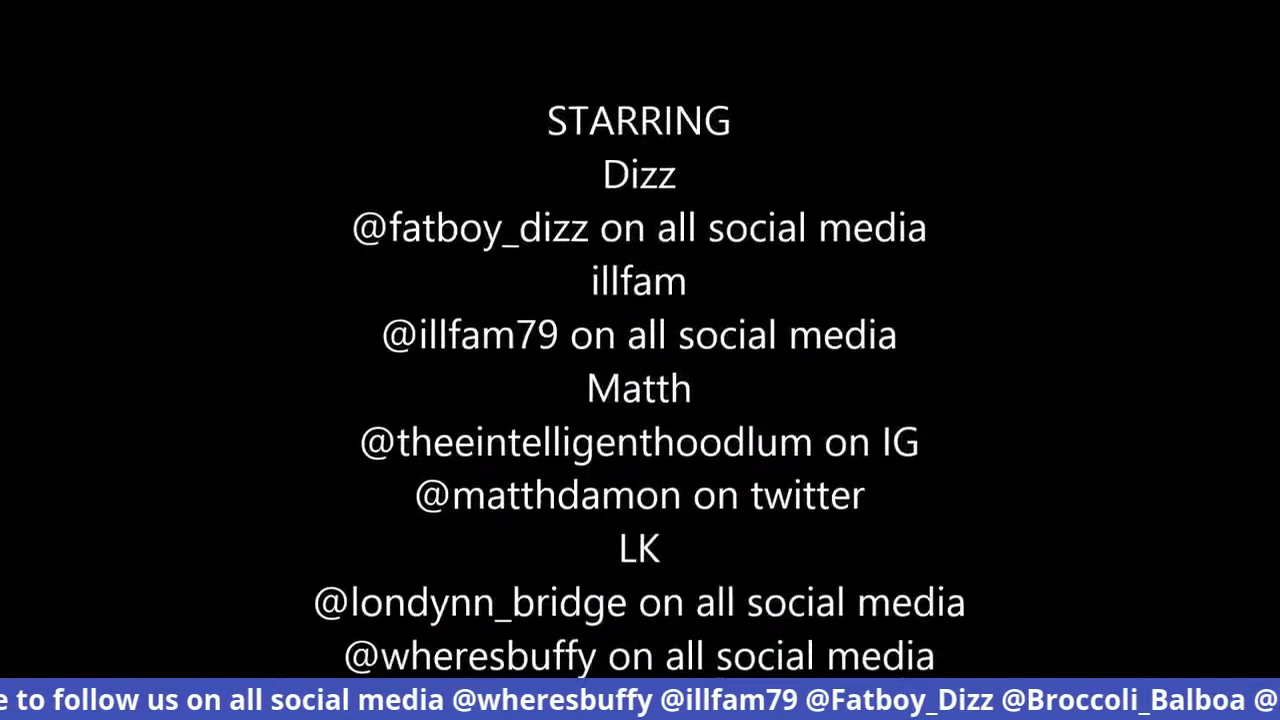 STARRING
Dizz
@fatboy_dizz on all social media
illfam
@illfam79 on all social media
Matth
@theeintelligenthoodlum on IG
@matthdamon on twitter
LK
@londynn_bridge on all social media
@wheresbuffy on all social media
e to follow us on all social media @wheresbuffy @illfam79 @Fatboy_Dizz @Broccoli_Balboa @